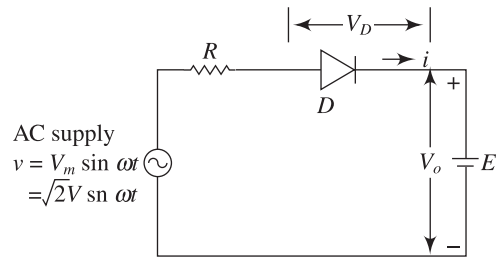 V_D
R
i
+
D
AC supply
v = V_m sin ωt
=√2V sn ωt
V_o
E
−